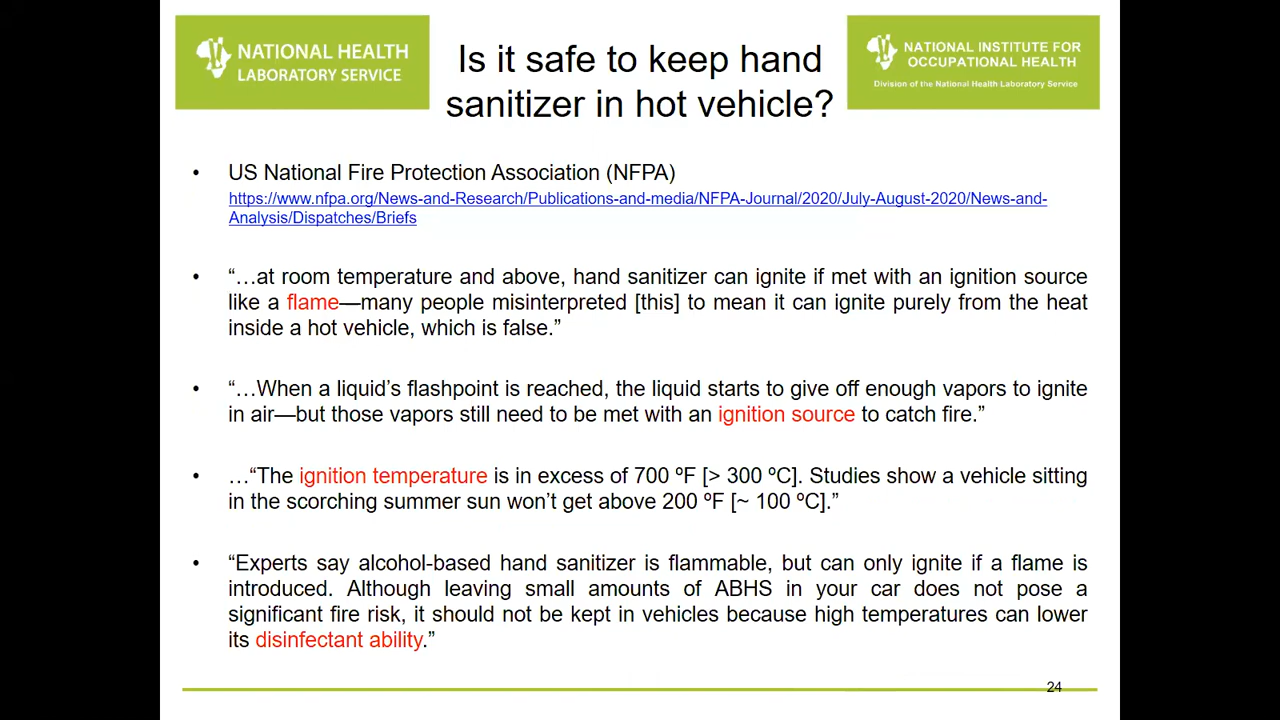 NATIONAL HEALTH
LABORATORY SERVICE
Is it safe to keep hand
sanitizer in hot vehicle?
NATIONAL INSTITUTE FOR
OCCUPATIONAL HEALTH
Division of the National Health Laboratory Service
• US National Fire Protection Association (NFPA)
https://www.nfpa.org/News-and-Research/Publications-and-media/NFPA-Journal/2020/July-August-2020/News-and-
Analysis/Dispatches/Briefs
• “…at room temperature and above, hand sanitizer can ignite if met with an ignition source
like a flame—many people misinterpreted [this] to mean it can ignite purely from the heat
inside a hot vehicle, which is false.”
• “…When a liquid’s flashpoint is reached, the liquid starts to give off enough vapors to ignite
in air—but those vapors still need to be met with an ignition source to catch fire.”
• …“The ignition temperature is in excess of 700 ºF [> 300 ºC]. Studies show a vehicle sitting
in the scorching summer sun won’t get above 200 ºF [~ 100 ºC].”
• “Experts say alcohol-based hand sanitizer is flammable, but can only ignite if a flame is
introduced. Although leaving small amounts of ABHS in your car does not pose a
significant fire risk, it should not be kept in vehicles because high temperatures can lower
its disinfectant ability.”
24